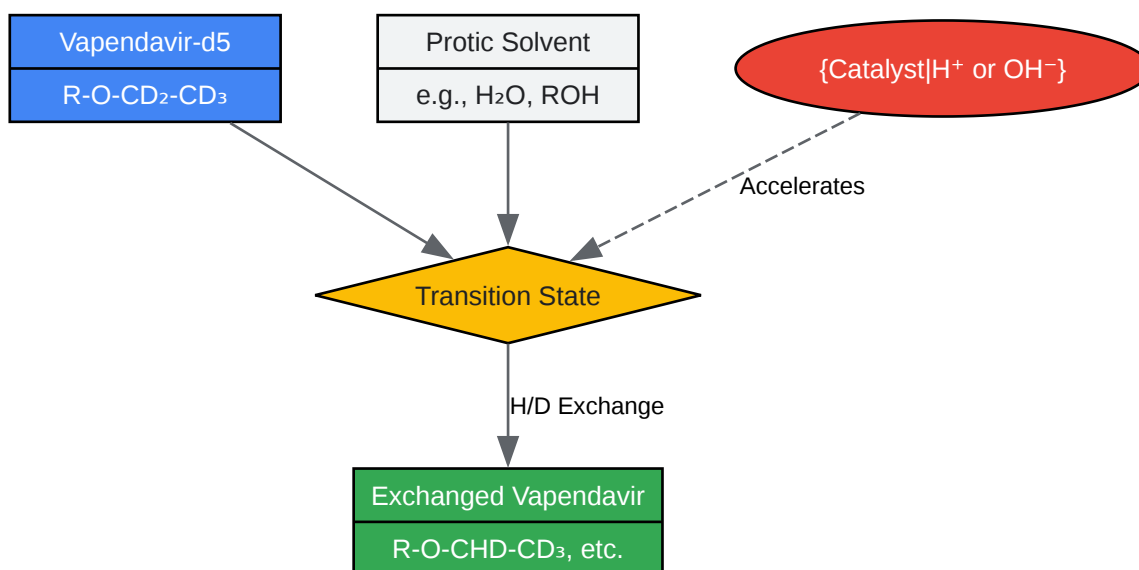 Vapendavir-d5
R-O-CD₂-CD₃
Protic Solvent
e.g., H₂O, ROH
{Catalyst|H⁺ or OH⁻}
Accelerates
Transition State
H/D Exchange
Exchanged Vapendavir
R-O-CHD-CD₃, etc.